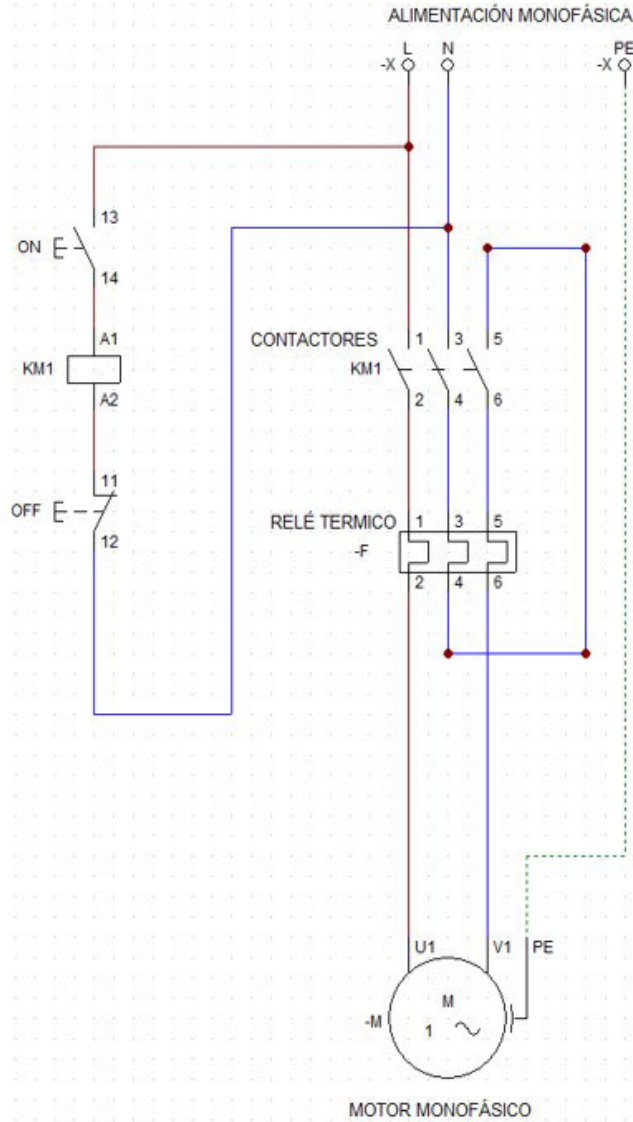 ALIMENTACIÓN MONOFÁSICA
L N PE
-X -X
13
ON
14
A1 CONTACTORES 1 3 5
KM1 KM1
A2 2 4 6
11
OFF RELÉ TERMICO 1 3 5
12 -F
2 4 6
U1 V1 PE
M
-M 1
MOTOR MONOFÁSICO